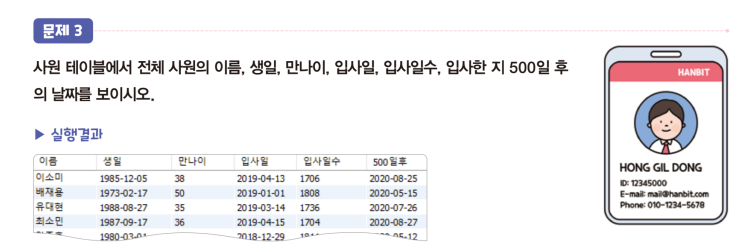 문제 3
사원 테이블에서 전체 사원의 이름, 생일, 만나이, 입사일, 입사일수, 입사한 지 500일 후
의 날짜를 보이시오.
▶ 실행결과
이름 생일 만나이 입사일 입사일수 500일후
이소미 1985-12-05 38 2019-04-13 1706 2020-08-25
배재용 1973-02-17 50 2019-01-01 1808 2020-05-15
유대현 1988-08-27 35 2019-03-14 1736 2020-07-26
최소민 1987-09-17 36 2019-04-15 1704 2020-08-27
1980-03-01 2018-12-29
HANBIT
HONG GIL DONG
ID: 12345000
E-mail: mail@hanbit.com
Phone: 010-1234-5678